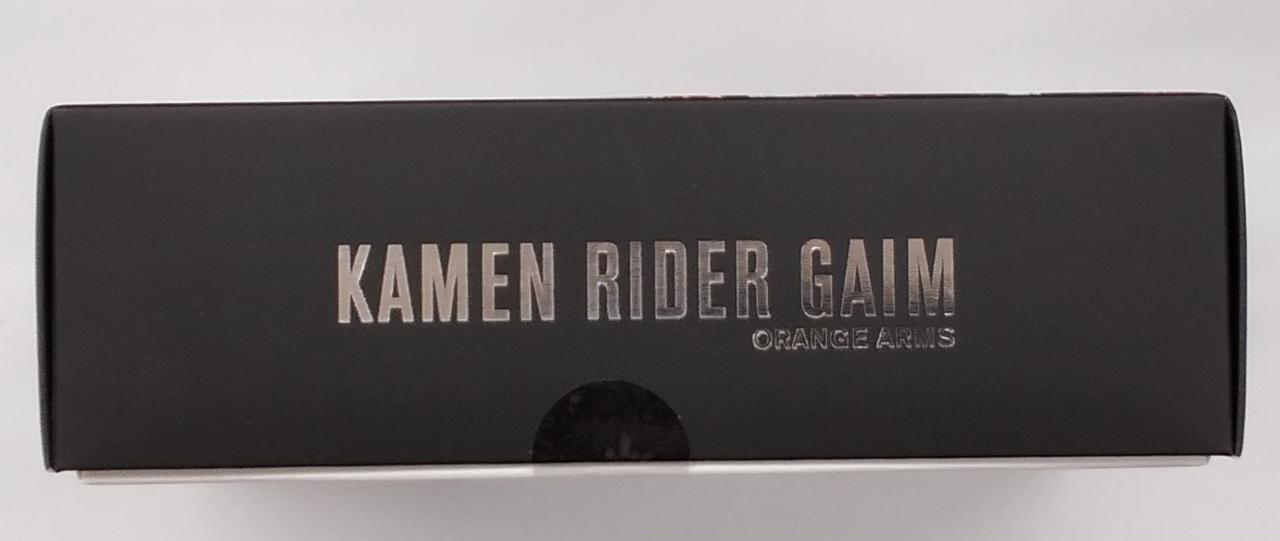 KAMEN RIDER GAIM
ORANGE ARMS